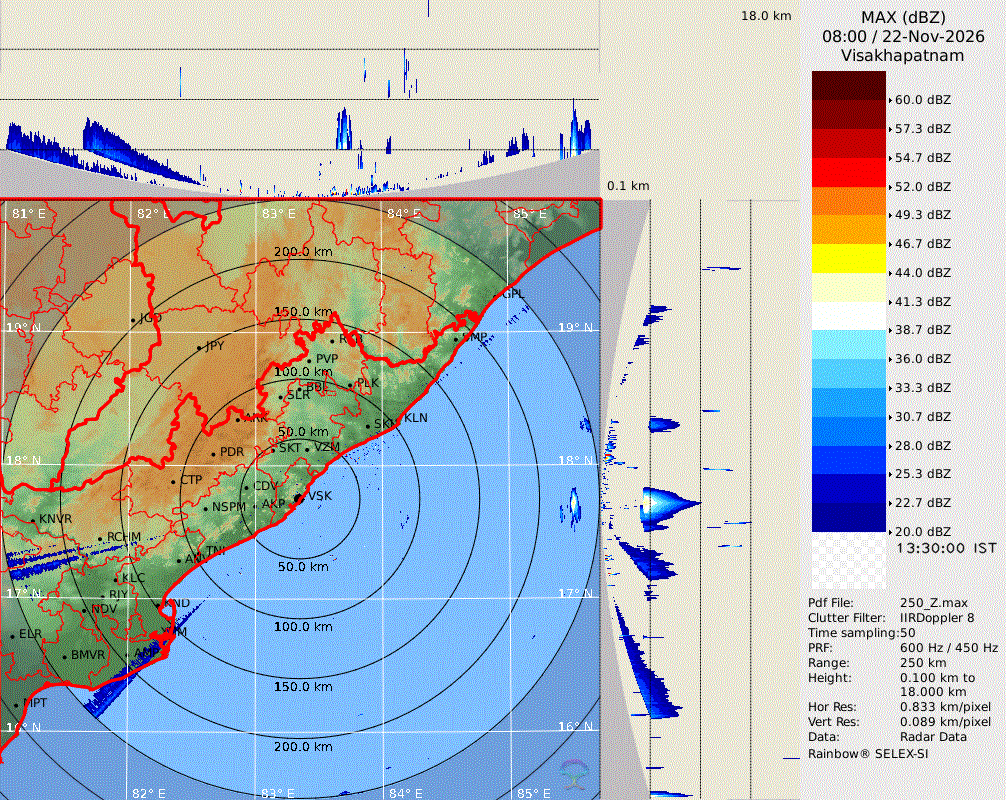 18.0 km
0.1 km
81° E
82° E
83° E
84° E
85° E
200.0 km
GPL
150.0 km
JGD
19° N
19° N
JPY
PVP
100.0 km
BBL
PLK
SLR
KLN
50.0 km
SKT
VZM
18° N
18° N
PDR
CTP
CDV
VSK
NSPM
AKP
KNVR
RCHM
TNI
50.0 km
KLC
17° N
17° N
RJY
KND
NDV
100.0 km
ELR
BMVR
150.0 km
MPT
16° N
16° N
200.0 km
82° E
83° E
84° E
85° E
MAX (dBZ)
08:00 / 22-Nov-2026
Visakhapatnam
60.0 dBZ
57.3 dBZ
54.7 dBZ
52.0 dBZ
49.3 dBZ
46.7 dBZ
44.0 dBZ
41.3 dBZ
38.7 dBZ
36.0 dBZ
33.3 dBZ
30.7 dBZ
28.0 dBZ
25.3 dBZ
22.7 dBZ
20.0 dBZ
13:30:00 IST
Pdf File: 250_Z.max
Clutter Filter: IIRDoppler 8
Time sampling:50
PRF: 600 Hz / 450 Hz
Range: 250 km
Height: 0.100 km to
18.000 km
Hor Res: 0.833 km/pixel
Vert Res: 0.089 km/pixel
Data: Radar Data
Rainbow® SELEX-SI